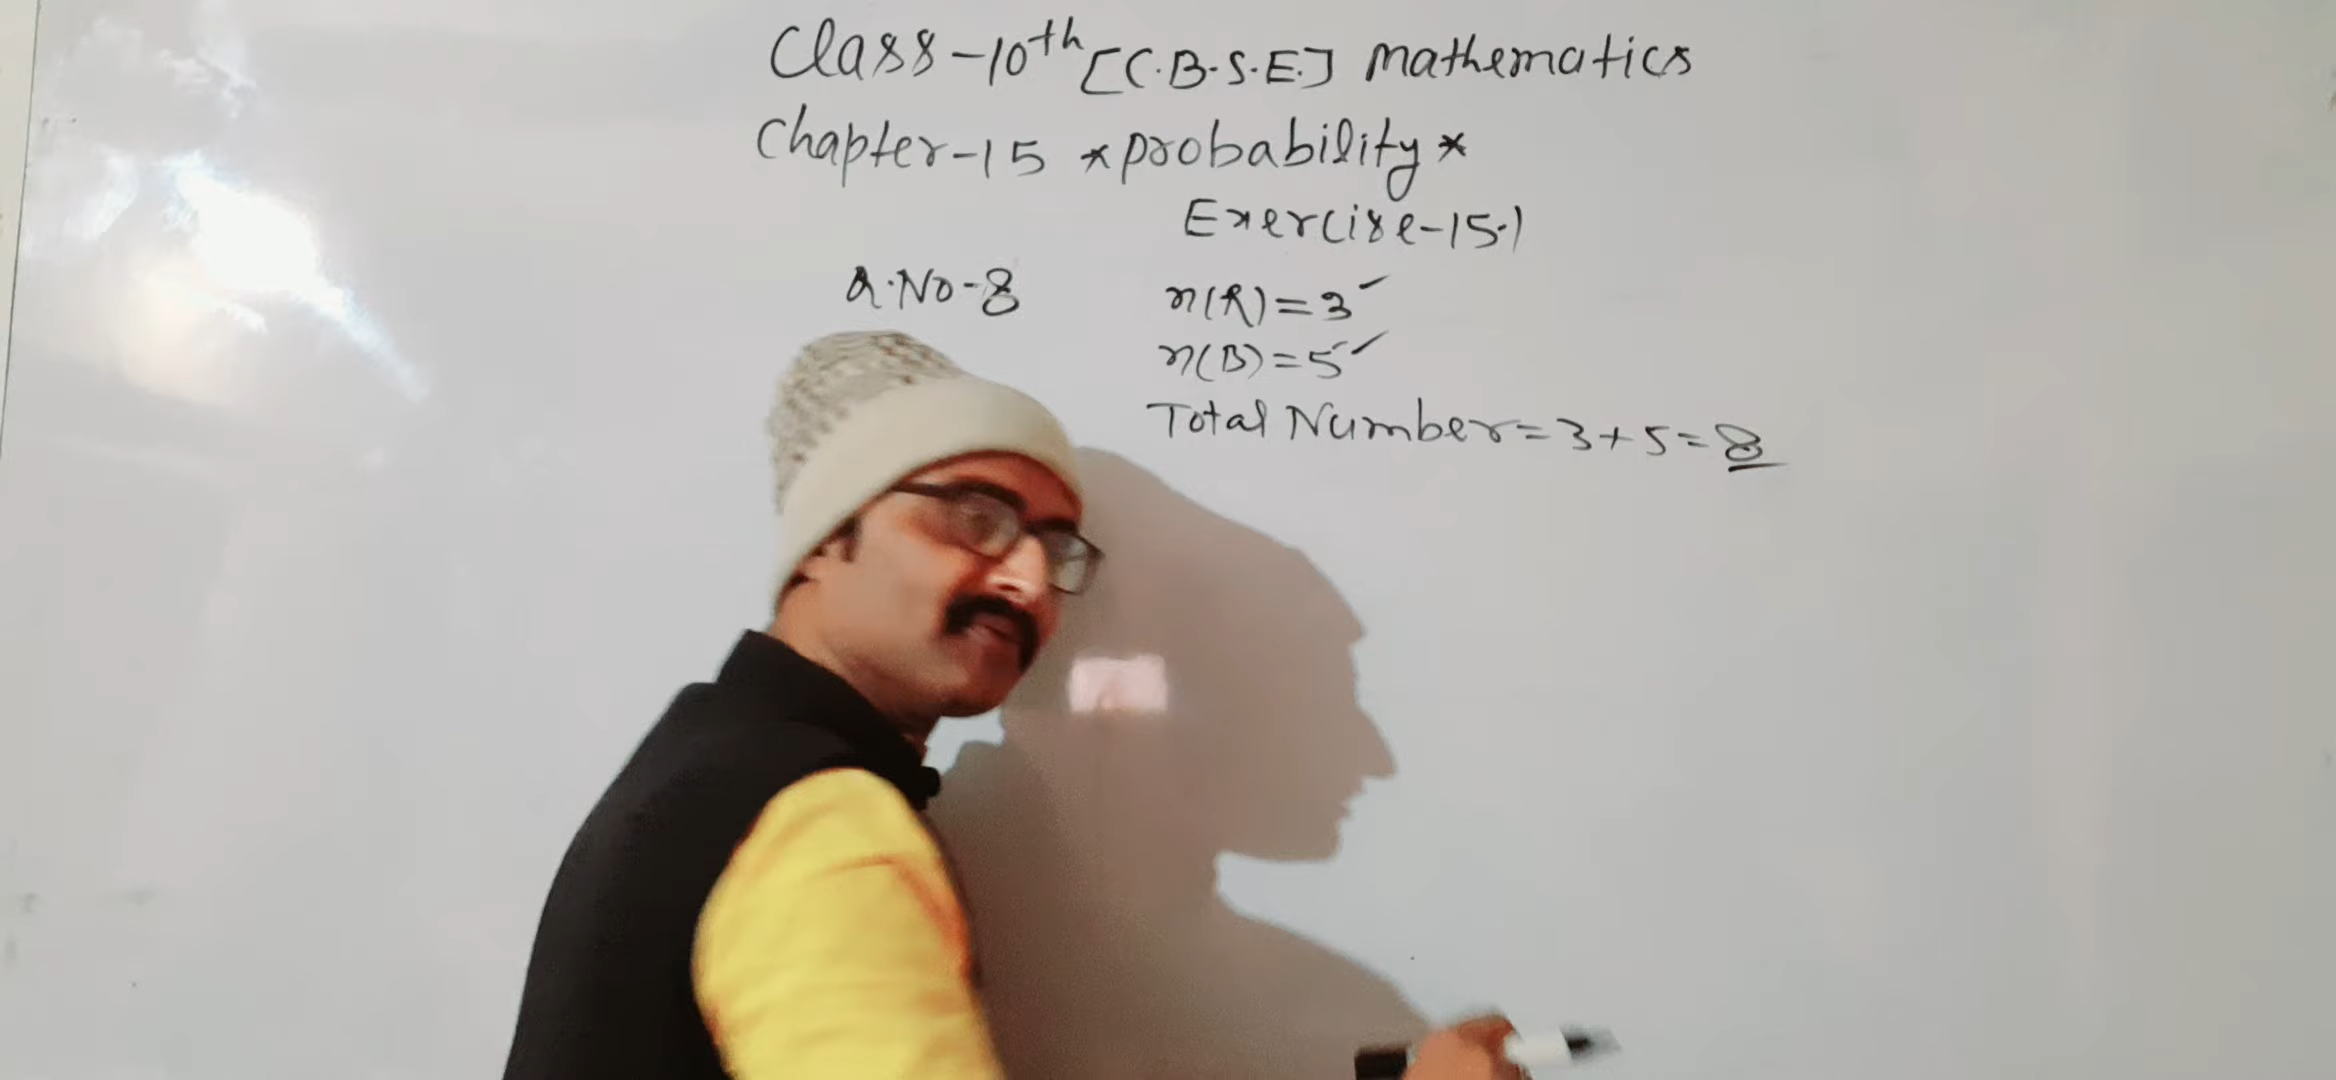 Class-10th [C.B.S.E.] Mathematics
Chapter-15 *probability*
Exercise-15.1
Q.No-8
n(R)=3
n(B)=5
Total Number=3+5=8